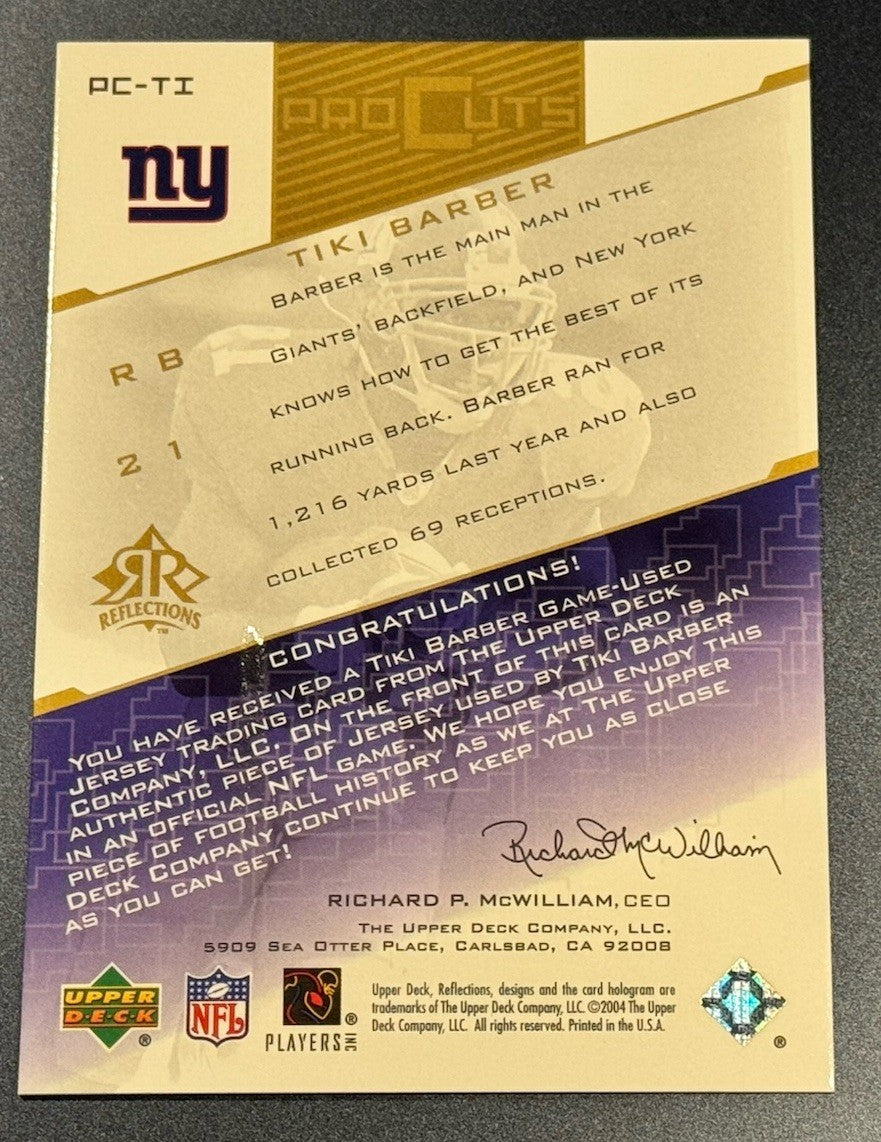 PC-TI
PRO CUTS
ny
TIKI BARBER
BARBER IS THE MAIN MAN IN THE
GIANTS' BACKFIELD, AND NEW YORK
KNOWS HOW TO GET THE BEST OF ITS
RUNNING BACK. BARBER RAN FOR
1,216 YARDS LAST YEAR AND ALSO
COLLECTED 69 RECEPTIONS.
RB
21
RR
REFLECTIONS™
CONGRATULATIONS!
YOU HAVE RECEIVED A TIKI BARBER GAME-USED
JERSEY TRADING CARD FROM THE UPPER DECK
COMPANY, LLC. ON THE FRONT OF THIS CARD IS AN
AUTHENTIC PIECE OF JERSEY USED BY TIKI BARBER
IN AN OFFICIAL NFL GAME. WE HOPE YOU ENJOY THIS
PIECE OF FOOTBALL HISTORY AS WE AT THE UPPER
DECK COMPANY CONTINUE TO KEEP YOU AS CLOSE
AS YOU CAN GET!
Richard McWilliam
RICHARD P. McWILLIAM, CEO
THE UPPER DECK COMPANY, LLC.
5909 SEA OTTER PLACE, CARLSBAD, CA 92008
UPPER
D·E·C·K
®
NFL
®
PLAYERS INC
Upper Deck, Reflections, designs and the card hologram are
trademarks of The Upper Deck Company, LLC. ©2004 The Upper
Deck Company, LLC. All rights reserved. Printed in the U.S.A.
®